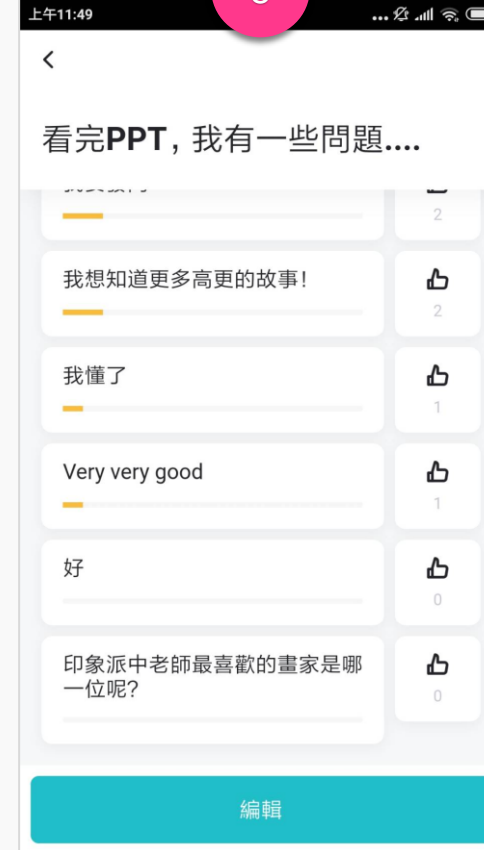 上午11:49
...
看完PPT，我有一些問題....
2
我想知道更多高更的故事！
2
我懂了
1
Very very good
1
好
0
印象派中老師最喜歡的畫家是哪
一位呢?
0
編輯